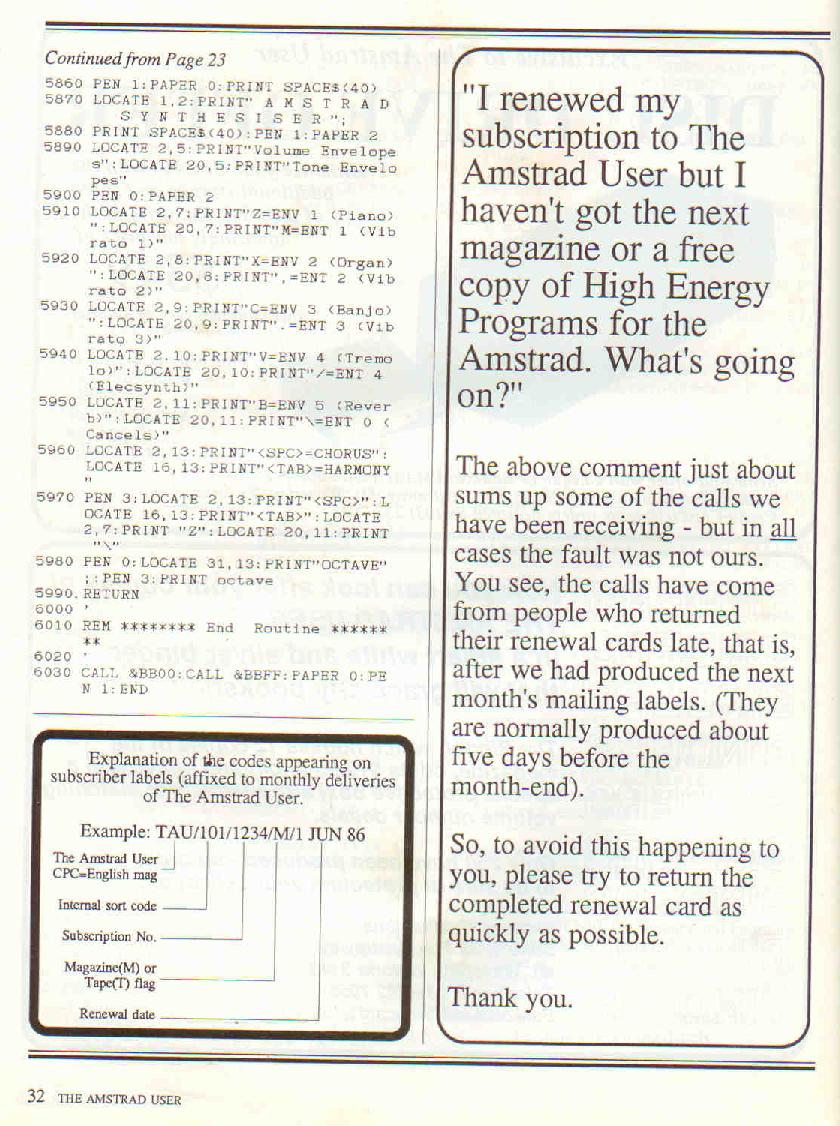 Continued from Page 23
5860 PEN 1:PAPER 0:PRINT SPACE$(40)
5870 LOCATE 1,2:PRINT" A M S T R A D
S Y N T H E S I S E R ";
5880 PRINT SPACE$(40):PEN 1:PAPER 2
5890 LOCATE 2,5:PRINT"Volume Envelope
s":LOCATE 20,5:PRINT"Tone Envelo
pes"
5900 PEN 0:PAPER 2
5910 LOCATE 2,7:PRINT"Z=ENV 1 (Piano)
":LOCATE 20,7:PRINT"M=ENT 1 (Vib
rato 1)"
5920 LOCATE 2,8:PRINT"X=ENV 2 (Organ)
":LOCATE 20,8:PRINT",=ENT 2 (Vib
rato 2)"
5930 LOCATE 2,9:PRINT"C=ENV 3 (Banjo)
":LOCATE 20,9:PRINT".=ENT 3 (Vib
rato 3)"
5940 LOCATE 2,10:PRINT"V=ENV 4 (Tremo
lo)":LOCATE 20,10:PRINT"/=ENT 4
(Elecsynth)"
5950 LOCATE 2,11:PRINT"B=ENV 5 (Rever
b)":LOCATE 20,11:PRINT"\=ENT 0 (
Cancels)"
5960 LOCATE 2,13:PRINT"<SPC>=CHORUS":
LOCATE 16,13:PRINT"<TAB>=HARMONY
"
5970 PEN 3:LOCATE 2,13:PRINT"<SPC>":L
OCATE 16,13:PRINT"<TAB>":LOCATE
2,7:PRINT "Z":LOCATE 20,11:PRINT
"\"
5980 PEN 0:LOCATE 31,13:PRINT"OCTAVE"
;:PEN 3:PRINT octave
5990 RETURN
6000 '
6010 REM ******** End Routine ******
**
6020 '
6030 CALL &BB00:CALL &BBFF:PAPER 0:PE
N 1:END
Explanation of the codes appearing on
subscriber labels (affixed to monthly deliveries
of The Amstrad User.
Example: TAU/101/1234/M/1 JUN 86
The Amstrad User
CPC=English mag
Internal sort code
Subscription No.
Magazine(M) or
Tape(T) flag
Renewal date
"I renewed my
subscription to The
Amstrad User but I
haven't got the next
magazine or a free
copy of High Energy
Programs for the
Amstrad. What's going
on?"
The above comment just about
sums up some of the calls we
have been receiving - but in all
cases the fault was not ours.
You see, the calls have come
from people who returned
their renewal cards late, that is,
after we had produced the next
month's mailing labels. (They
are normally produced about
five days before the
month-end).
So, to avoid this happening to
you, please try to return the
completed renewal card as
quickly as possible.
Thank you.
32 THE AMSTRAD USER